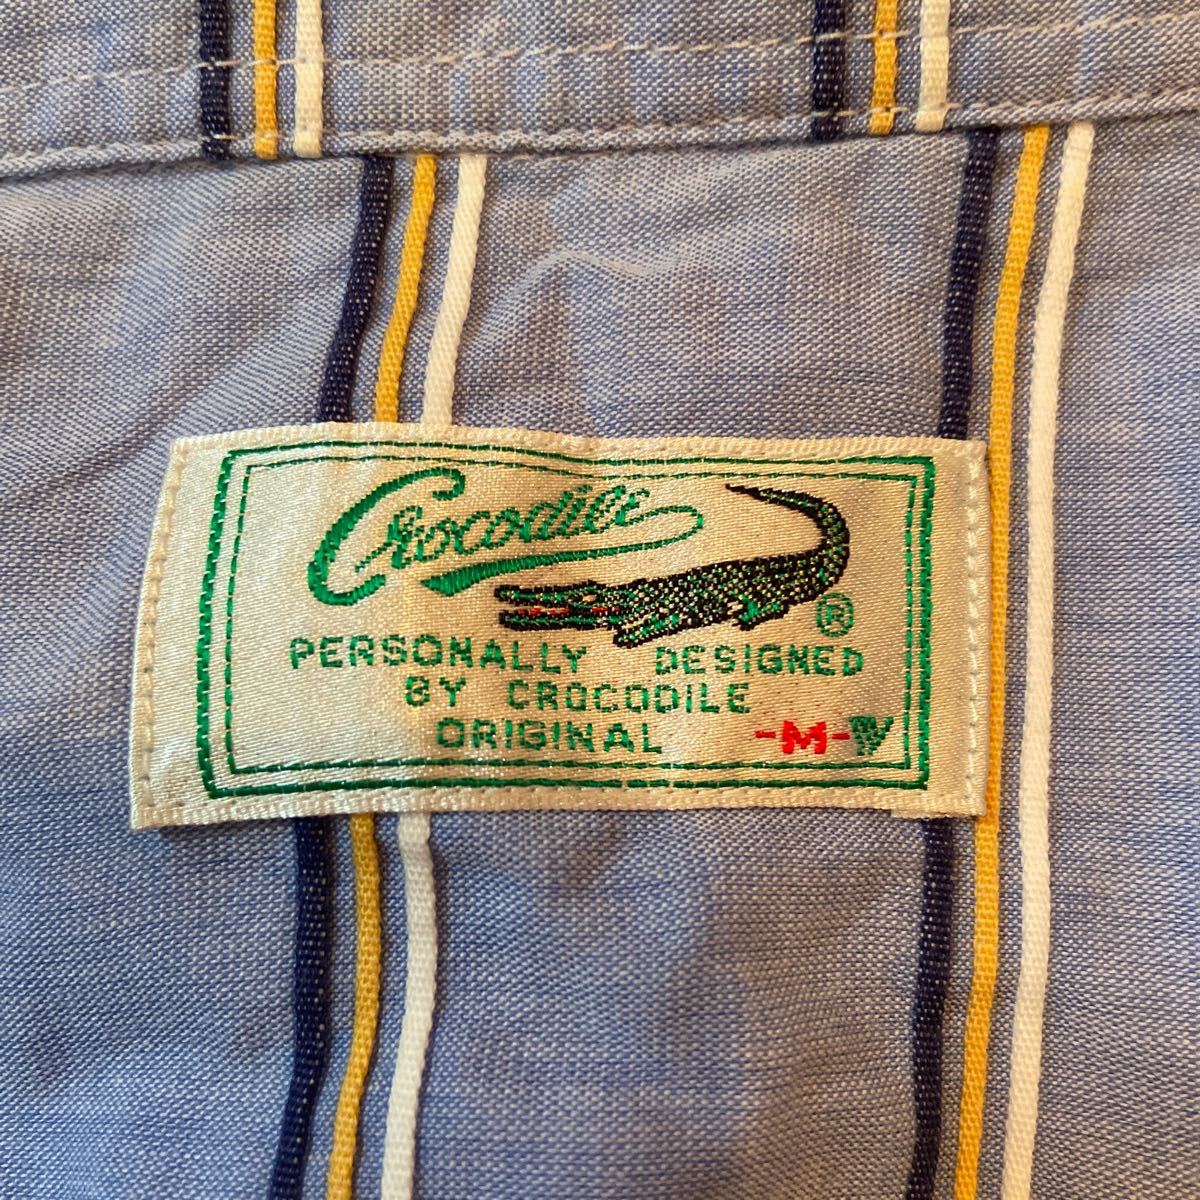 Crocodile
®
PERSONALLY DESIGNED
BY CROCODILE
ORIGINAL -M-